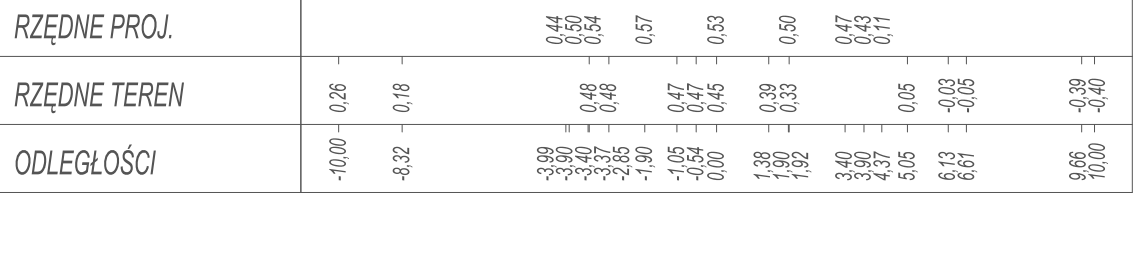 RZĘDNE PROJ. 0,44 0,50 0,54 0,57 0,53 0,50 0,47 0,43 0,11
RZĘDNE TEREN 0,26 0,18 0,48 0,48 0,47 0,47 0,45 0,39 0,33 0,05 -0,03 -0,05 -0,39 -0,40
ODLEGŁOŚCI -10,00 -8,32 -3,99 -3,90 -3,40 -3,37 -2,85 -1,90 -1,05 -0,54 0,00 1,38 1,90 1,92 3,40 3,90 4,37 5,05 6,13 6,61 9,66 10,00